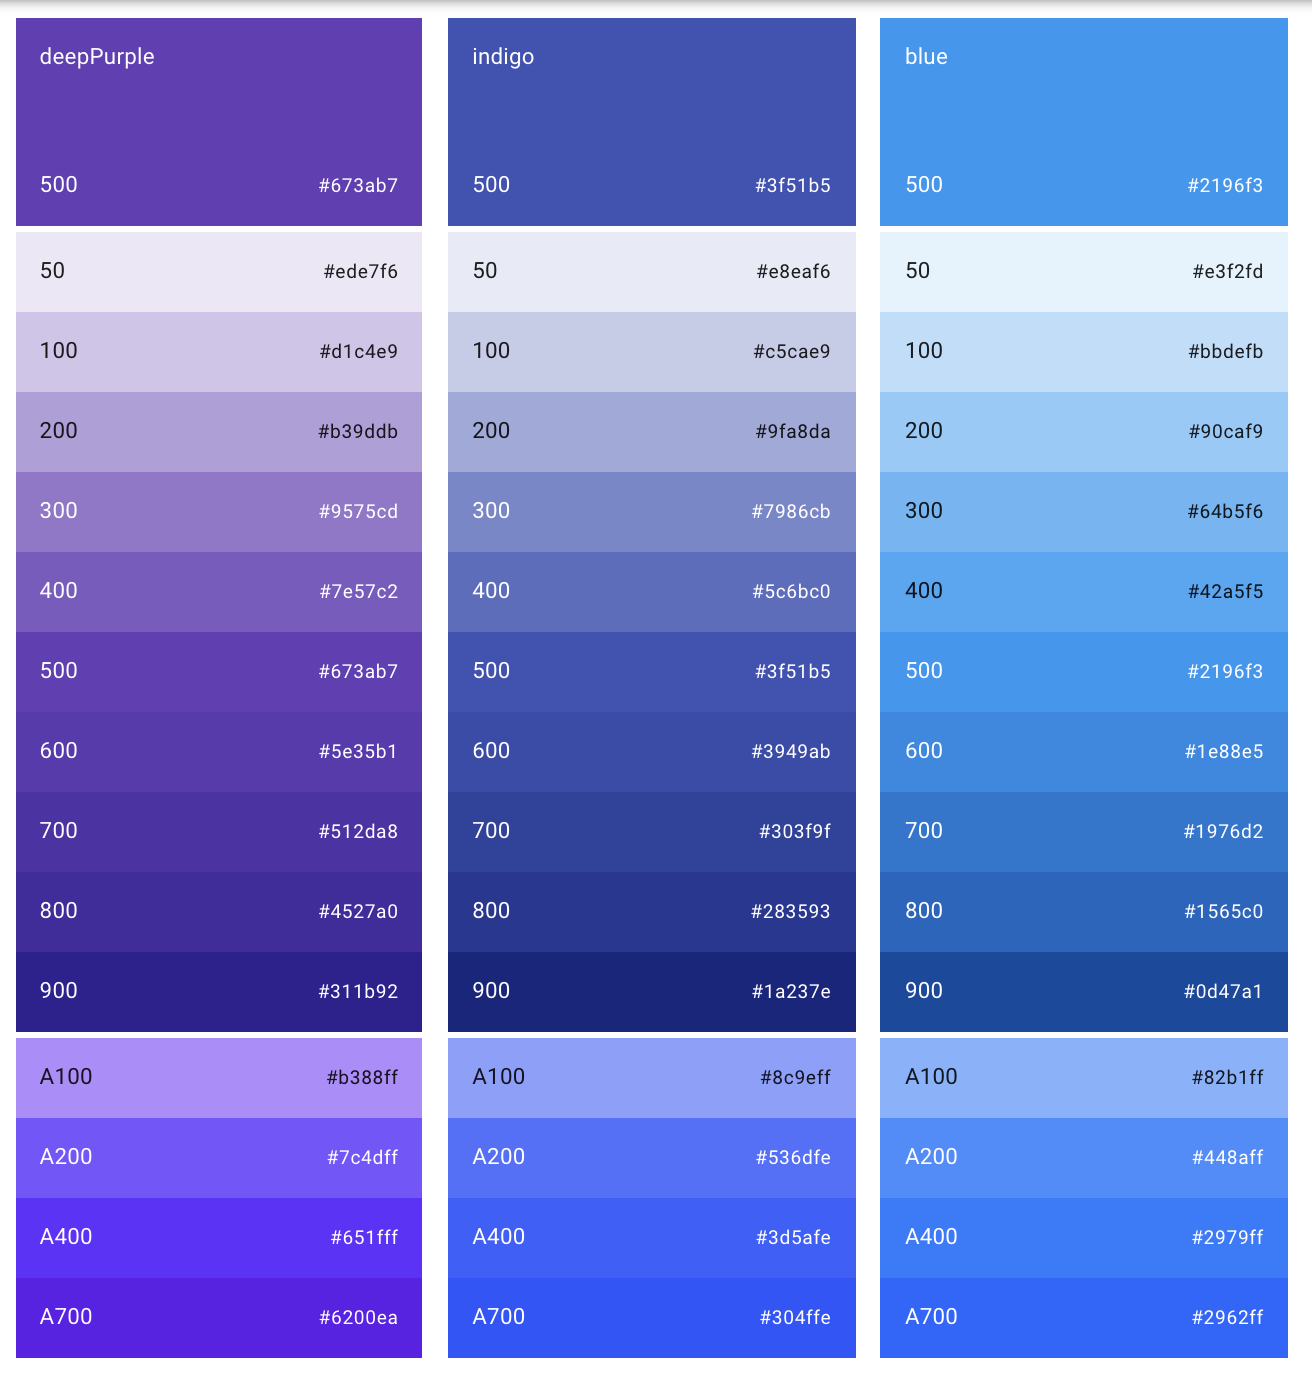 deepPurple
500 #673ab7
50 #ede7f6
100 #d1c4e9
200 #b39ddb
300 #9575cd
400 #7e57c2
500 #673ab7
600 #5e35b1
700 #512da8
800 #4527a0
900 #311b92
A100 #b388ff
A200 #7c4dff
A400 #651fff
A700 #6200ea
indigo
500 #3f51b5
50 #e8eaf6
100 #c5cae9
200 #9fa8da
300 #7986cb
400 #5c6bc0
500 #3f51b5
600 #3949ab
700 #303f9f
800 #283593
900 #1a237e
A100 #8c9eff
A200 #536dfe
A400 #3d5afe
A700 #304ffe
blue
500 #2196f3
50 #e3f2fd
100 #bbdefb
200 #90caf9
300 #64b5f6
400 #42a5f5
500 #2196f3
600 #1e88e5
700 #1976d2
800 #1565c0
900 #0d47a1
A100 #82b1ff
A200 #448aff
A400 #2979ff
A700 #2962ff